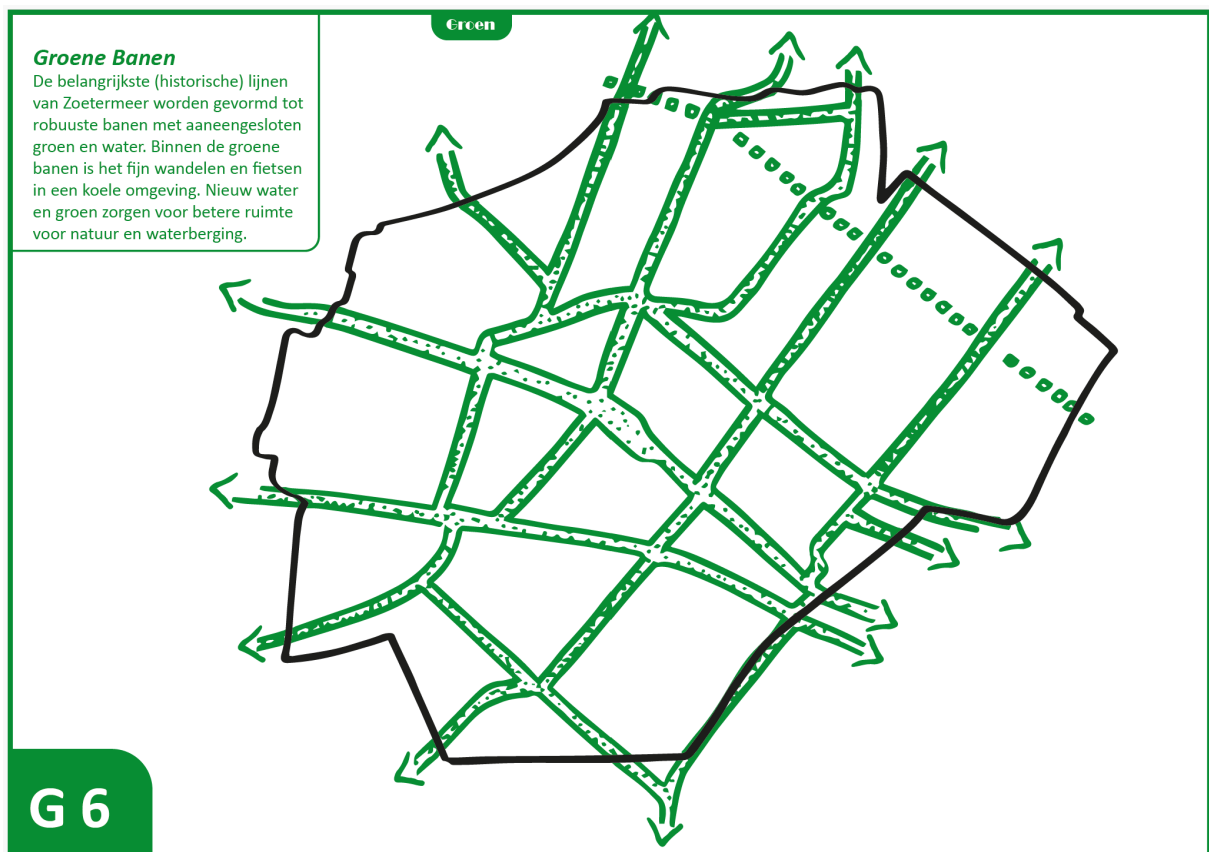 Groen
Groene Banen
De belangrijkste (historische) lijnen
van Zoetermeer worden gevormd tot
robuuste banen met aaneengesloten
groen en water. Binnen de groene
banen is het fijn wandelen en fietsen
in een koele omgeving. Nieuw water
en groen zorgen voor betere ruimte
voor natuur en waterberging.
G 6